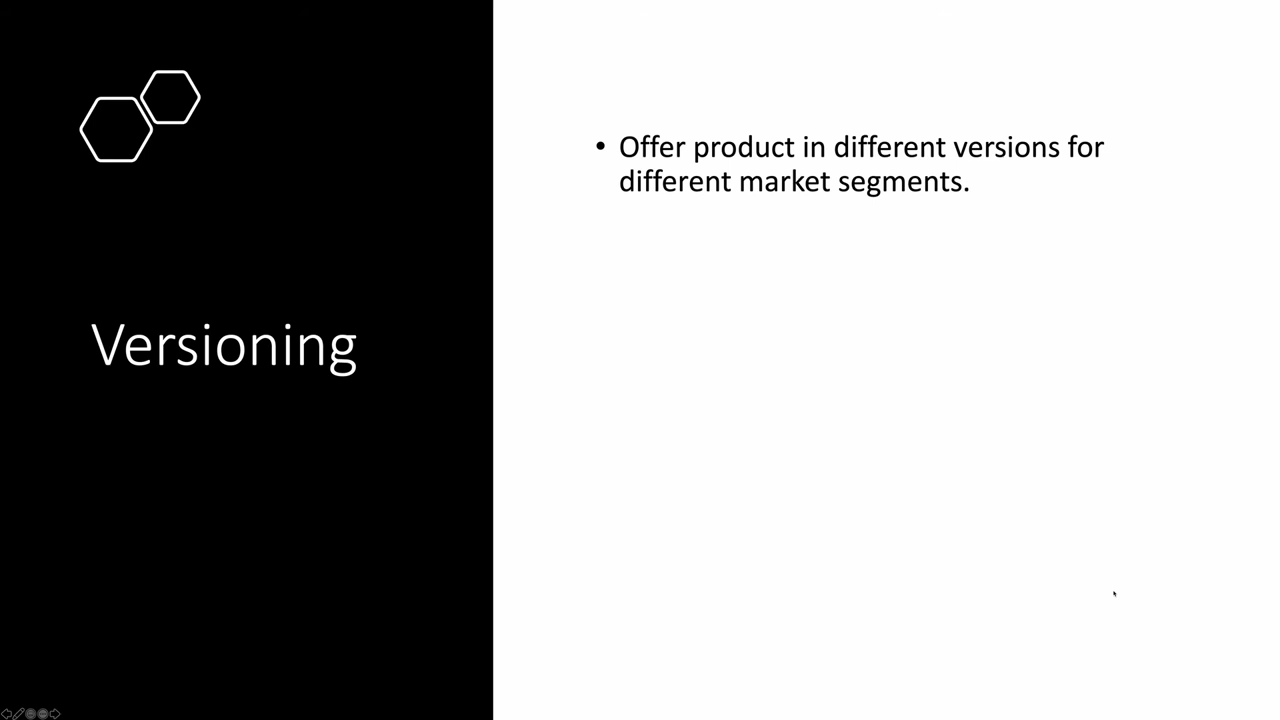 Versioning
• Offer product in different versions for
different market segments.